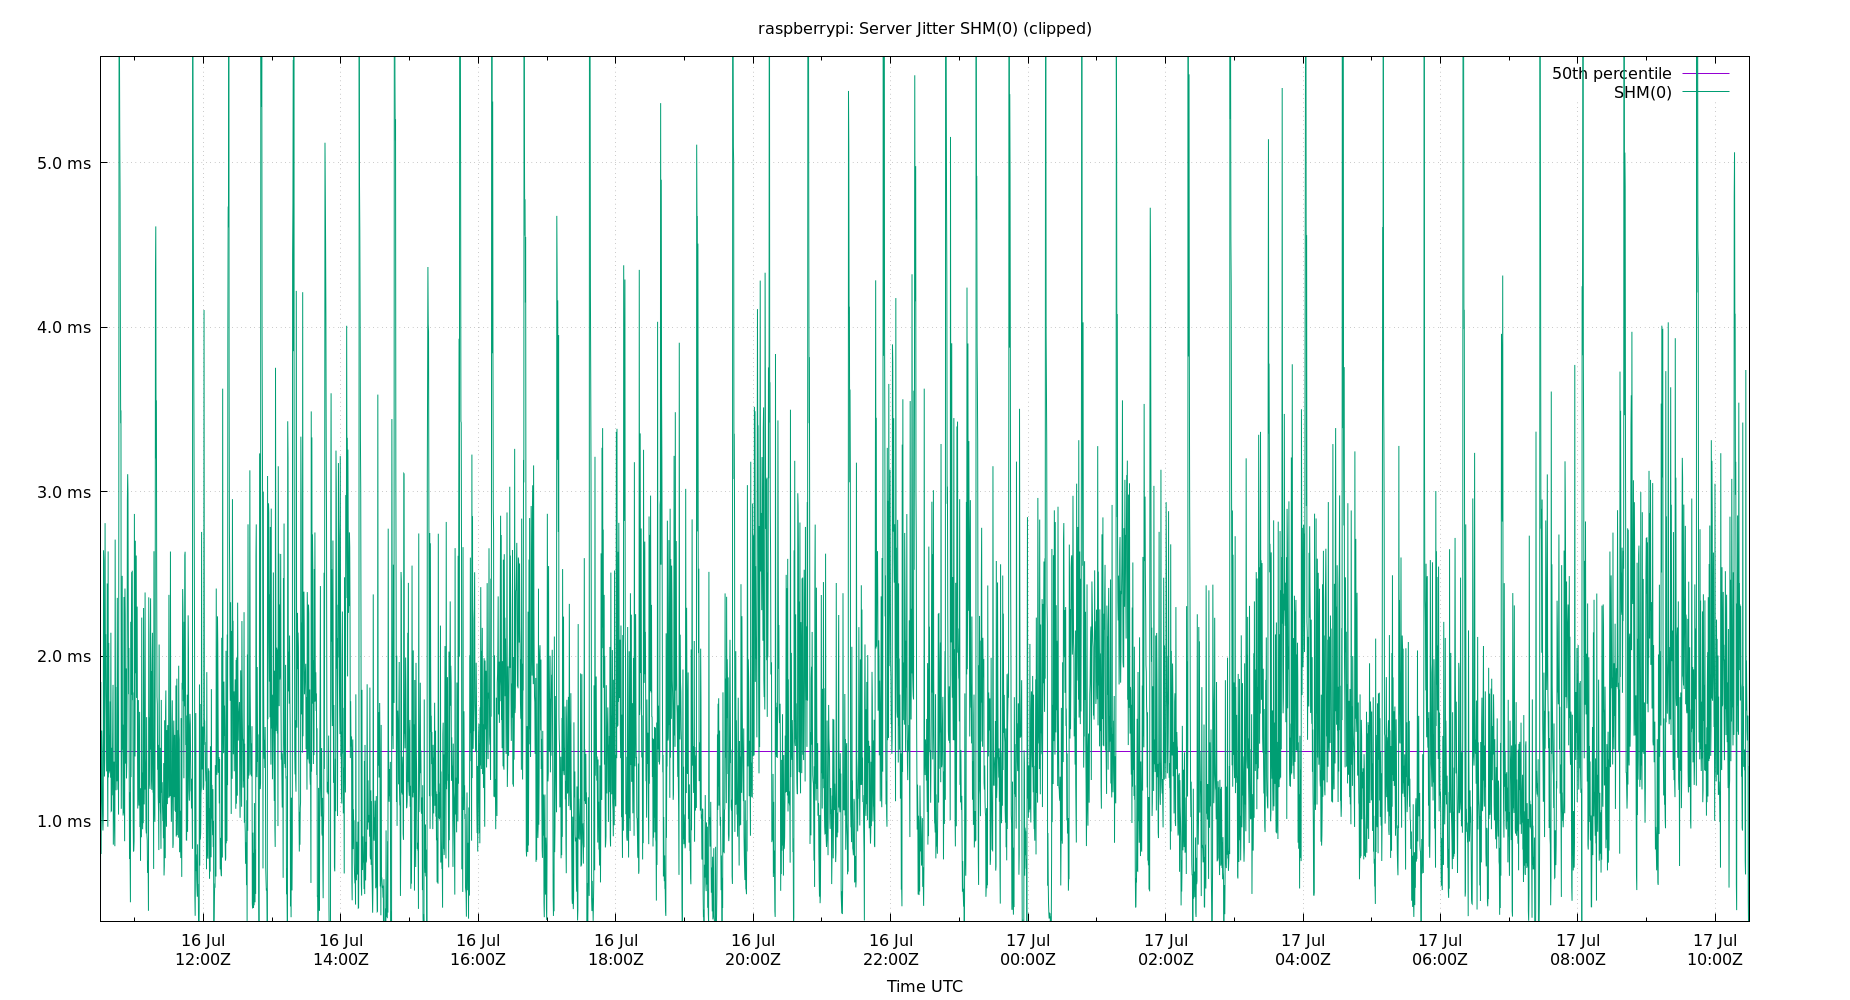 raspberrypi: Server Jitter SHM(0) (clipped)
50th percentile
SHM(0)
5.0 ms
4.0 ms
3.0 ms
2.0 ms
1.0 ms
16 Jul 16 Jul 16 Jul 16 Jul 16 Jul 16 Jul 17 Jul 17 Jul 17 Jul 17 Jul 17 Jul 17 Jul
12:00Z 14:00Z 16:00Z 18:00Z 20:00Z 22:00Z 00:00Z 02:00Z 04:00Z 06:00Z 08:00Z 10:00Z
Time UTC